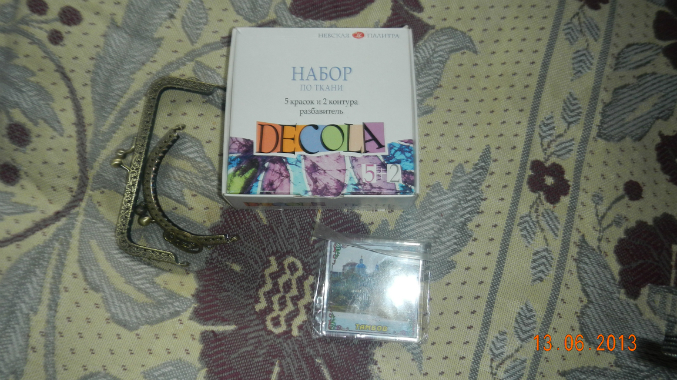 НЕВСКАЯ ПАЛИТРА
НАБОР
ПО ТКАНИ
5 красок и 2 контура,
разбавитель
DECOLA
5+2
13.06.2013